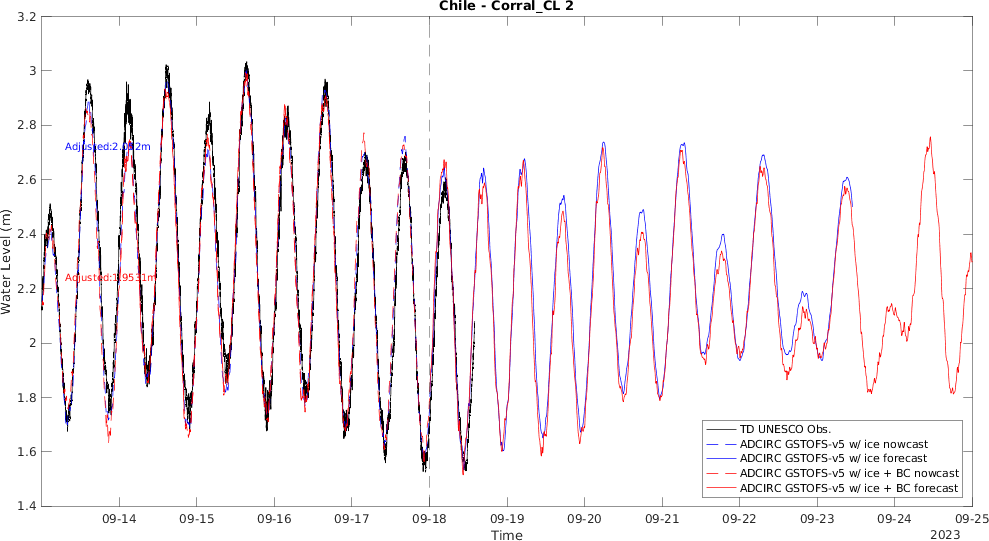 Chile - Corral_CL 2
3.2
3
2.8
2.6
2.4
2.2
2
1.8
1.6
1.4
Water Level (m)
Adjusted:1.9531m
TD UNESCO Obs.
ADCIRC GSTOFS-v5 w/ ice nowcast
ADCIRC GSTOFS-v5 w/ ice forecast
ADCIRC GSTOFS-v5 w/ ice + BC nowcast
ADCIRC GSTOFS-v5 w/ ice + BC forecast
09-14 09-15 09-16 09-17 09-18 09-19 09-20 09-21 09-22 09-23 09-24 09-25
Time
2023